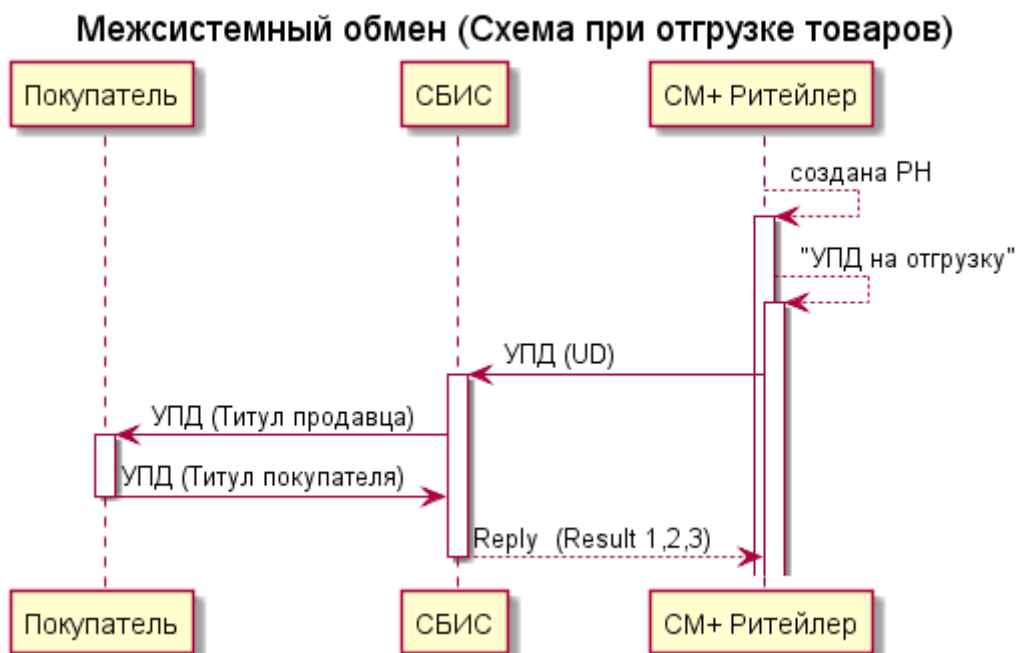 Межсистемный обмен (Схема при отгрузке товаров)
Покупатель
СБИС
СМ+ Ритейлер
создана РН
"УПД на отгрузку"
УПД (UD)
УПД (Титул продавца)
УПД (Титул покупателя)
Reply (Result 1,2,3)
Покупатель
СБИС
СМ+ Ритейлер